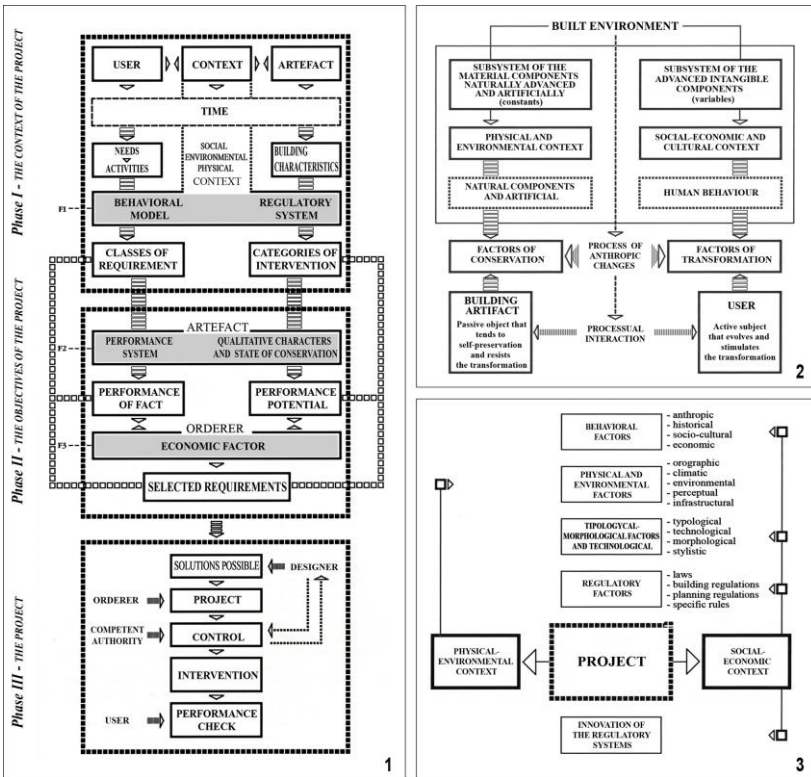 Phase I - THE CONTEXT OF THE PROJECT
USER
CONTEXT
ARTEFACT
TIME
NEEDS
ACTIVITIES
SOCIAL
ENVIRONMENTAL
PHYSICAL
CONTEXT
BUILDING
CHARACTERISTICS
F1
BEHAVIORAL
MODEL
REGULATORY
SYSTEM
CLASSES OF
REQUIREMENT
CATEGORIES OF
INTERVENTION
Phase II - THE OBJECTIVES OF THE PROJECT
ARTEFACT
F2
PERFORMANCE
SYSTEM
QUALITATIVE CHARACTERS
AND STATE OF CONSERVATION
PERFORMANCE
OF FACT
PERFORMANCE
POTENTIAL
ORDERER
F3
ECONOMIC FACTOR
SELECTED REQUIREMENTS
Phase III - THE PROJECT
SOLUTIONS POSSIBLE
DESIGNER
ORDERER
PROJECT
COMPETENT
AUTHORITY
CONTROL
INTERVENTION
USER
PERFORMANCE
CHECK
1
BUILT ENVIRONMENT
SUBSYSTEM OF THE
MATERIAL COMPONENTS
NATURALLY ADVANCED
AND ARTIFICIALLY
(constants)
SUBSYSTEM OF
THE ADVANCED INTANGIBLE
COMPONENTS
(variables)
PHYSICAL AND
ENVIRONMENTAL CONTEXT
SOCIAL-ECONOMIC AND
CULTURAL CONTEXT
NATURAL COMPONENTS
AND ARTIFICIAL
HUMAN BEHAVIOUR
FACTORS OF
CONSERVATION
PROCESS OF
ANTHROPIC
CHANGES
FACTORS OF
TRANSFORMATION
BUILDING
ARTIFACT
Passive object that
tends to
self-preservation
and resists
the transformation
PROCESSUAL
INTERACTION
USER
Active subject
that evolves and
stimulates
the transformation
2
BEHAVIORAL
FACTORS
- anthropic
- historical
- socio-cultural
- economic
PHYSICAL AND
ENVIRONMENTAL
FACTORS
- orographic
- climatic
- environmental
- perceptual
- infrastructural
TIPOLOGYCAL-
MORPHOLOGICAL FACTORS
AND TECHNOLOGICAL
- typological
- technological
- morphological
- stylistic
REGULATORY
FACTORS
- laws
- building regulations
- planning regulations
- specific rules
PHYSICAL-
ENVIRONMENTAL
CONTEXT
PROJECT
SOCIAL-
ECONOMIC
CONTEXT
INNOVATION OF
THE REGULATORY
SYSTEMS
3